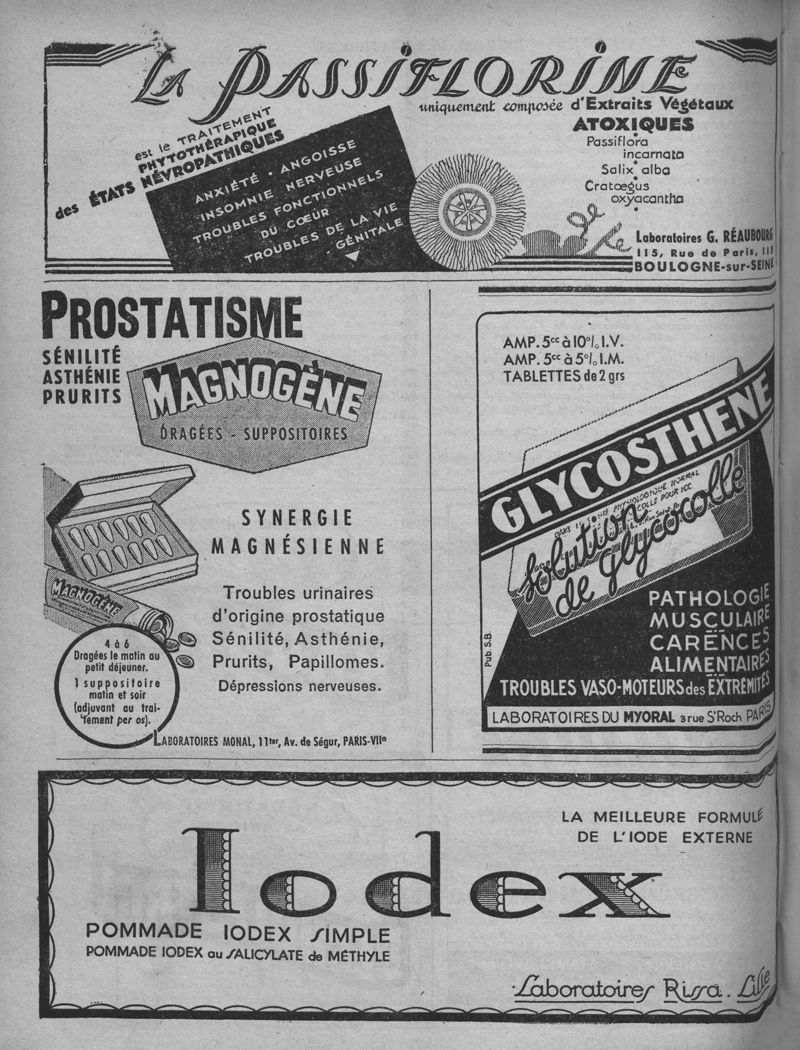 LA PASSIFLORINE
uniquement composée d'Extraits Végétaux
ATOXIQUES
Passiflora
incarnata
Salix alba
Cratœgus
oxyacantha
est le TRAITEMENT
PHYTOTHÉRAPIQUE
des ÉTATS NÉVROPATHIQUES
ANXIÉTÉ · ANGOISSE
INSOMNIE NERVEUSE
TROUBLES FONCTIONNELS
DU CŒUR
TROUBLES DE LA VIE
GÉNITALE
Laboratoires G. RÉAUBOURG
115, Rue de Paris, 115
BOULOGNE-sur-SEINE
PROSTATISME
SÉNILITÉ
ASTHÉNIE
PRURITS
MAGNOGÈNE
DRAGÉES - SUPPOSITOIRES
SYNERGIE
MAGNÉSIENNE
MAGNOGÈNE
Troubles urinaires
d'origine prostatique
Sénilité, Asthénie,
Prurits, Papillomes.
Dépressions nerveuses.
4 à 6
Dragées le matin au
petit déjeuner.
1 suppositoire
matin et soir
(adjuvant au trai-
tement per os).
LABORATOIRES MONAL, 11ter, Av. de Ségur, PARIS-VIIe
AMP. 5cc à 10% I.V.
AMP. 5cc à 5% I.M.
TABLETTES de 2 grs
GLYCOSTHENE
Solution
de glycocolle
PATHOLOGIE
MUSCULAIRE
CARENCES
ALIMENTAIRES
TROUBLES VASO-MOTEURS des EXTRÉMITÉS
Pub. S.B.
LABORATOIRES DU MYORAL 3 rue St Roch PARIS
LA MEILLEURE FORMULE
DE L'IODE EXTERNE
Iodex
POMMADE IODEX SIMPLE
POMMADE IODEX au SALICYLATE de MÉTHYLE
Laboratoires Rissa. Lille